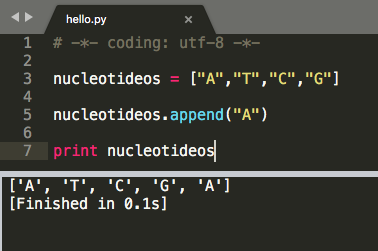 hello.py
1 # -*- coding: utf-8 -*-
2
3 nucleotideos = ["A","T","C","G"]
4
5 nucleotideos.append("A")
6
7 print nucleotideos
['A', 'T', 'C', 'G', 'A']
[Finished in 0.1s]